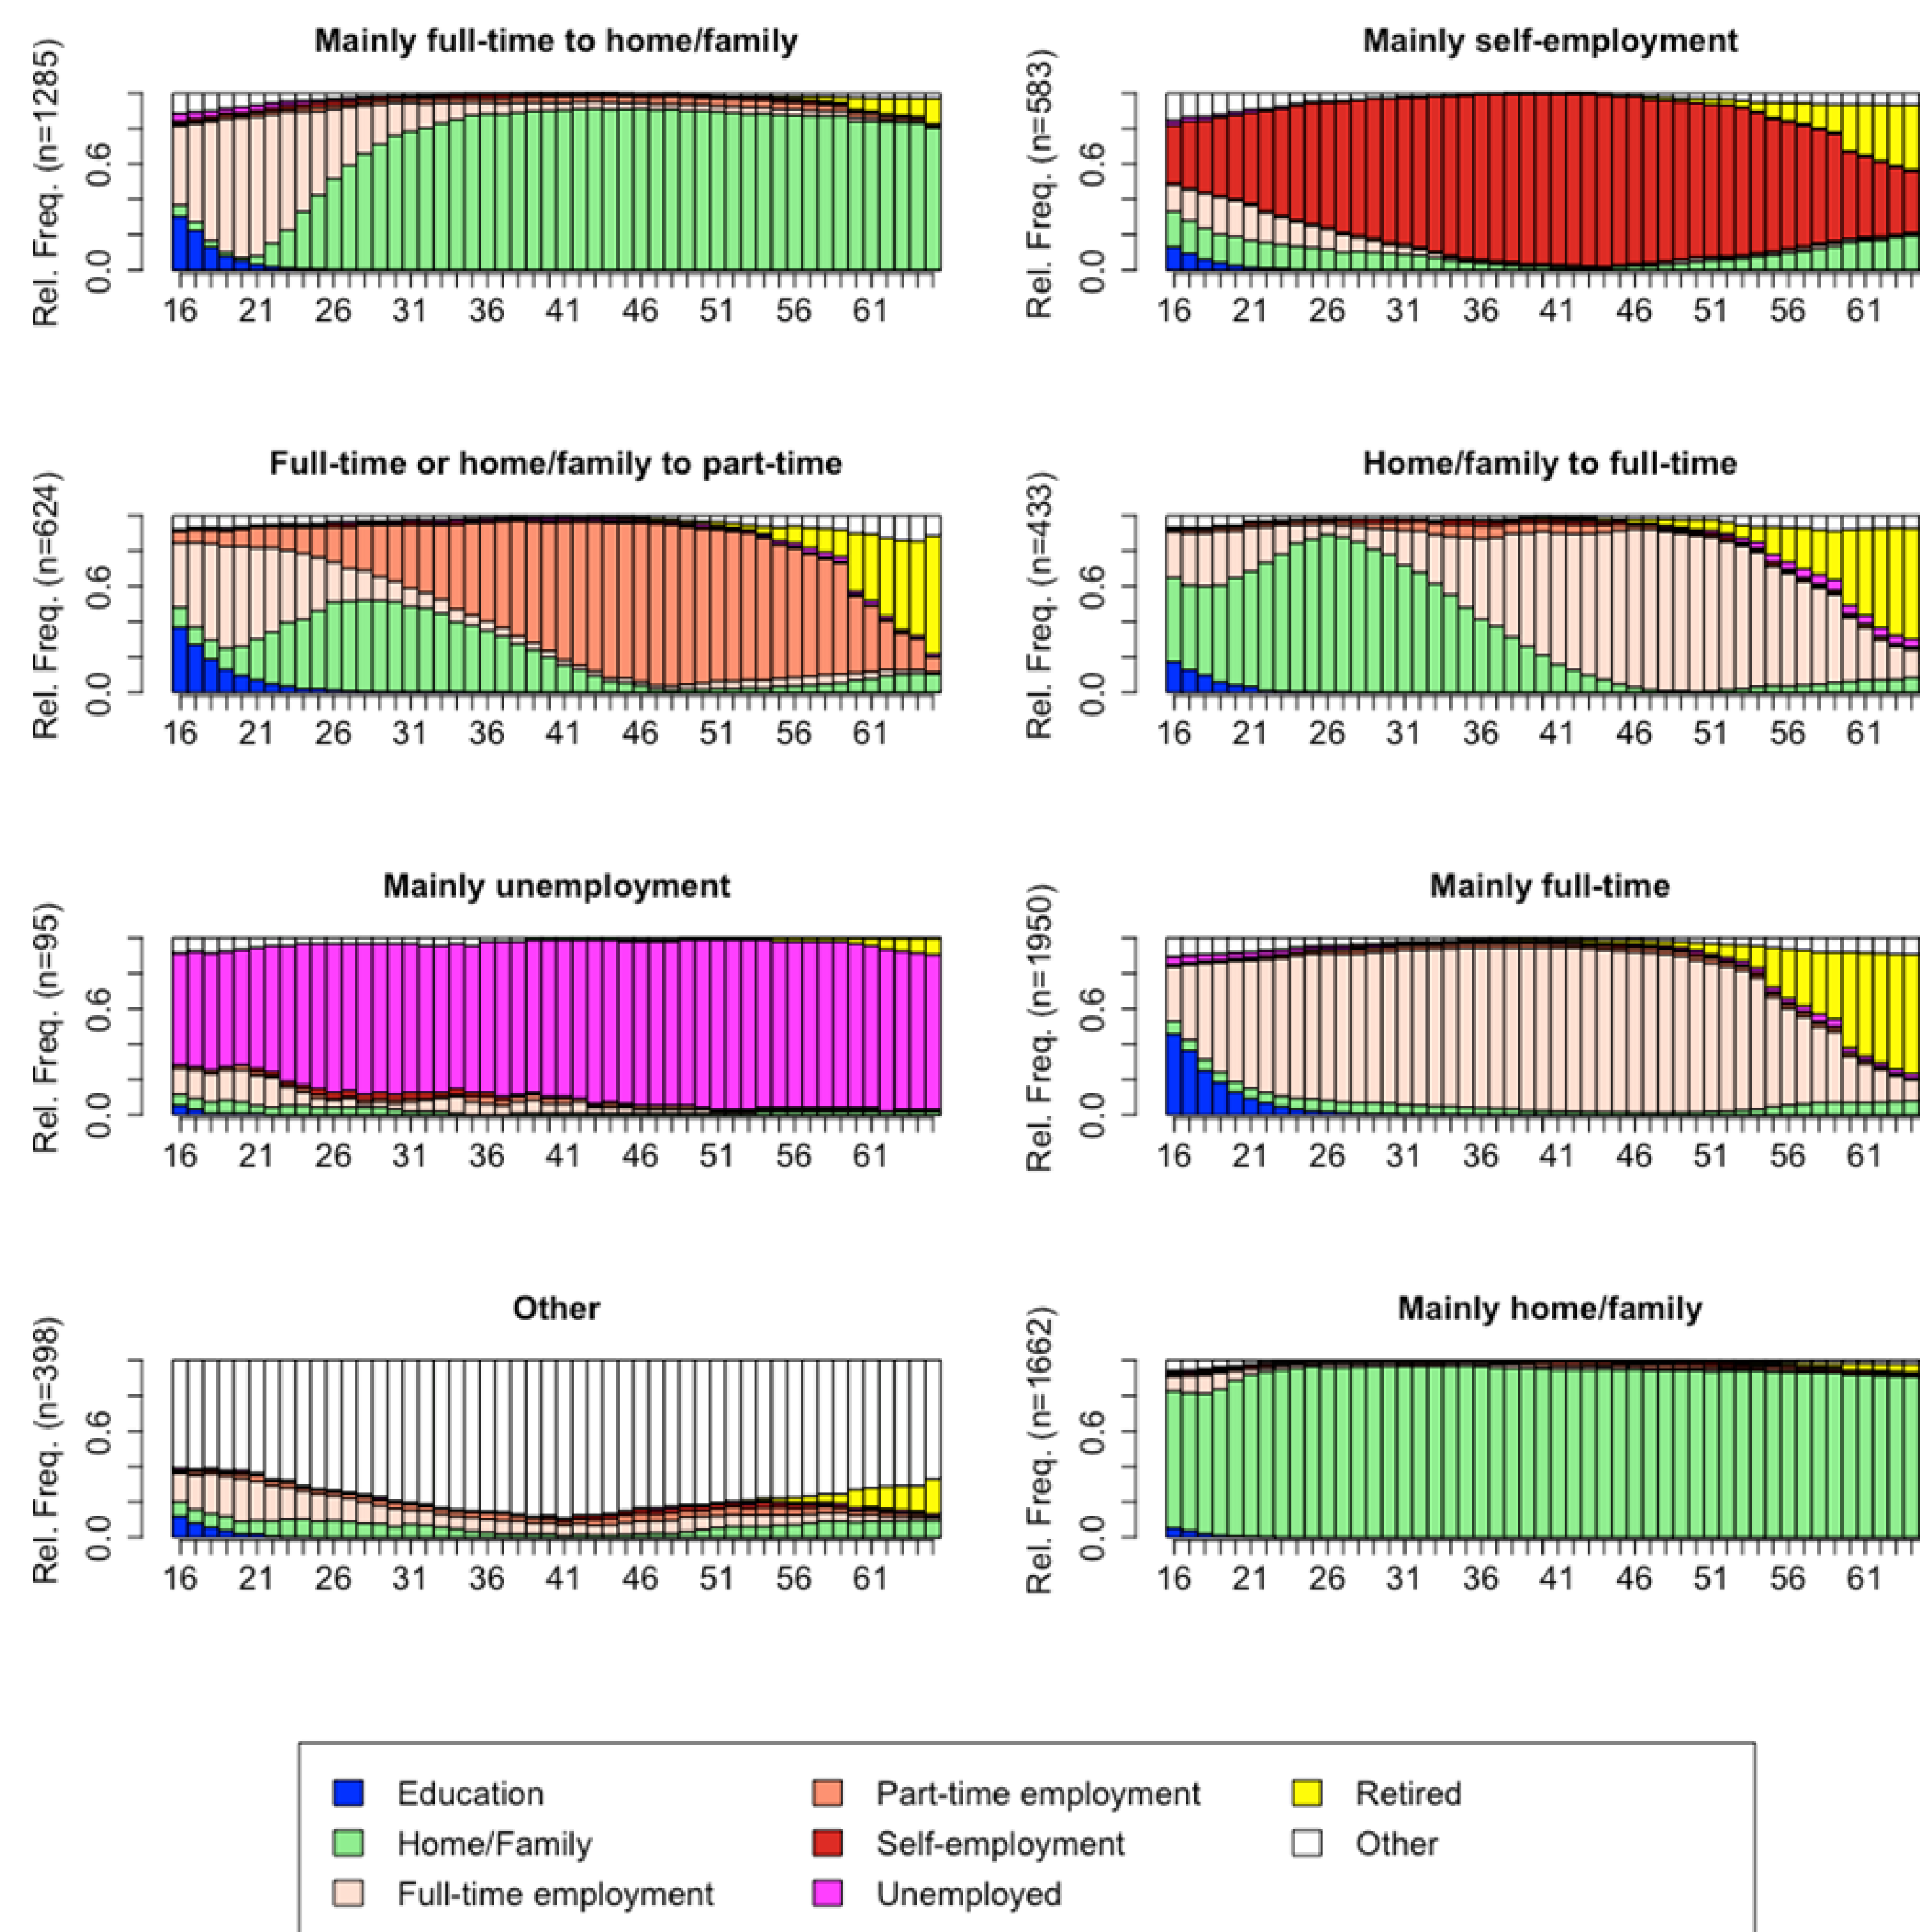 Mainly full-time to home/family
Rel. Freq. (n=1285)
0.0 0.6
16 21 26 31 36 41 46 51 56 61
Mainly self-employment
Rel. Freq. (n=583)
0.0 0.6
16 21 26 31 36 41 46 51 56 61
Full-time or home/family to part-time
Rel. Freq. (n=624)
0.0 0.6
16 21 26 31 36 41 46 51 56 61
Home/family to full-time
Rel. Freq. (n=433)
0.0 0.6
16 21 26 31 36 41 46 51 56 61
Mainly unemployment
Rel. Freq. (n=95)
0.0 0.6
16 21 26 31 36 41 46 51 56 61
Mainly full-time
Rel. Freq. (n=1950)
0.0 0.6
16 21 26 31 36 41 46 51 56 61
Other
Rel. Freq. (n=398)
0.0 0.6
16 21 26 31 36 41 46 51 56 61
Mainly home/family
Rel. Freq. (n=1662)
0.0 0.6
16 21 26 31 36 41 46 51 56 61
Education
Home/Family
Full-time employment
Part-time employment
Self-employment
Unemployed
Retired
Other